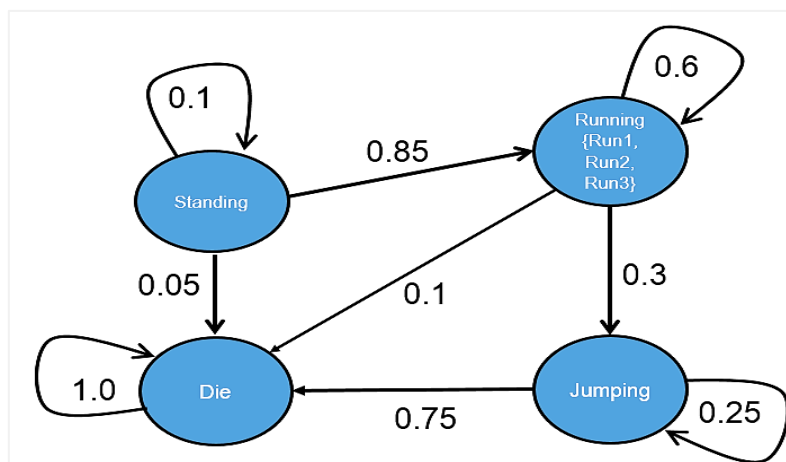 0.1
0.6
Running
{Run1,
Run2,
Run3}
0.85
Standing
0.05
0.1
0.3
1.0
Die
Jumping
0.25
0.75